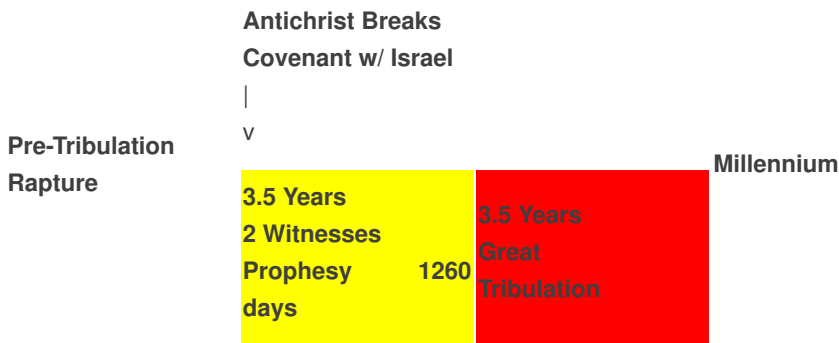 Antichrist Breaks
Covenant w/ Israel
|
v
Pre-Tribulation
Rapture
3.5 Years
2 Witnesses
Prophesy 1260
days
3.5 Years
Great
Tribulation
Millennium